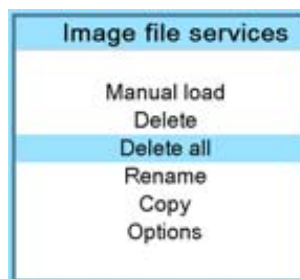 Image file services
Manual load
Delete
Delete all
Rename
Copy
Options